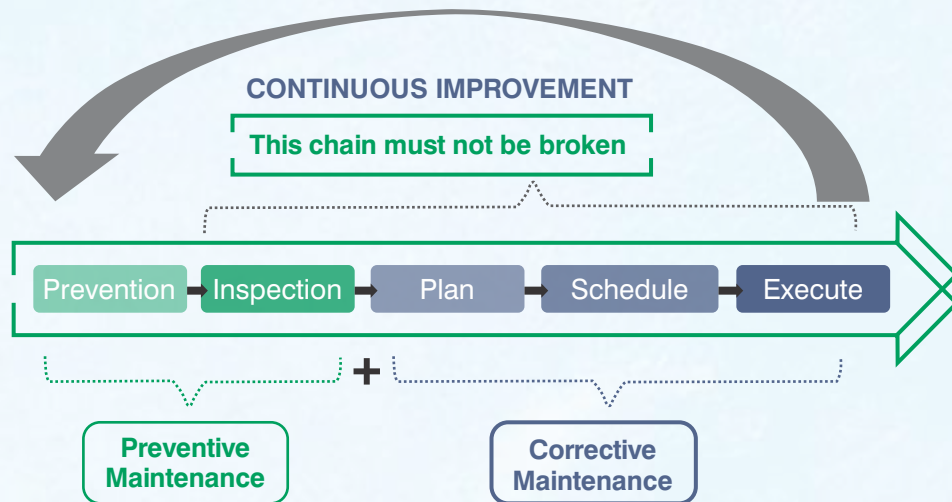 CONTINUOUS IMPROVEMENT
This chain must not be broken
Prevention
Inspection
Plan
Schedule
Execute
+
Preventive
Maintenance
Corrective
Maintenance